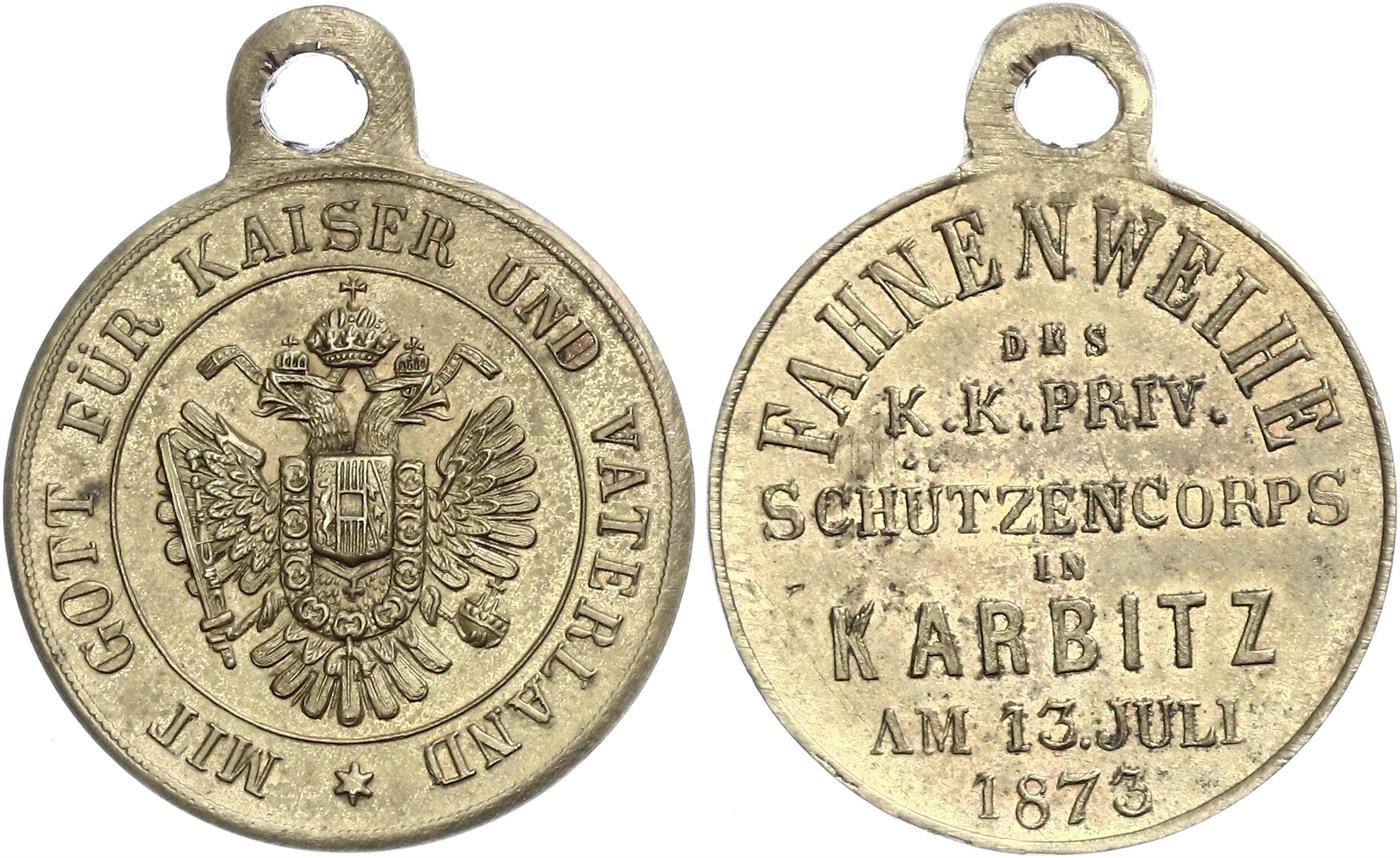 MIT GOTT FÜR KAISER UND VATERLAND
FAHNENWEIHE
DES
K.K.PRIV.
SCHÜTZENCORPS
IN
KARBITZ
AM 13.JULI
1873